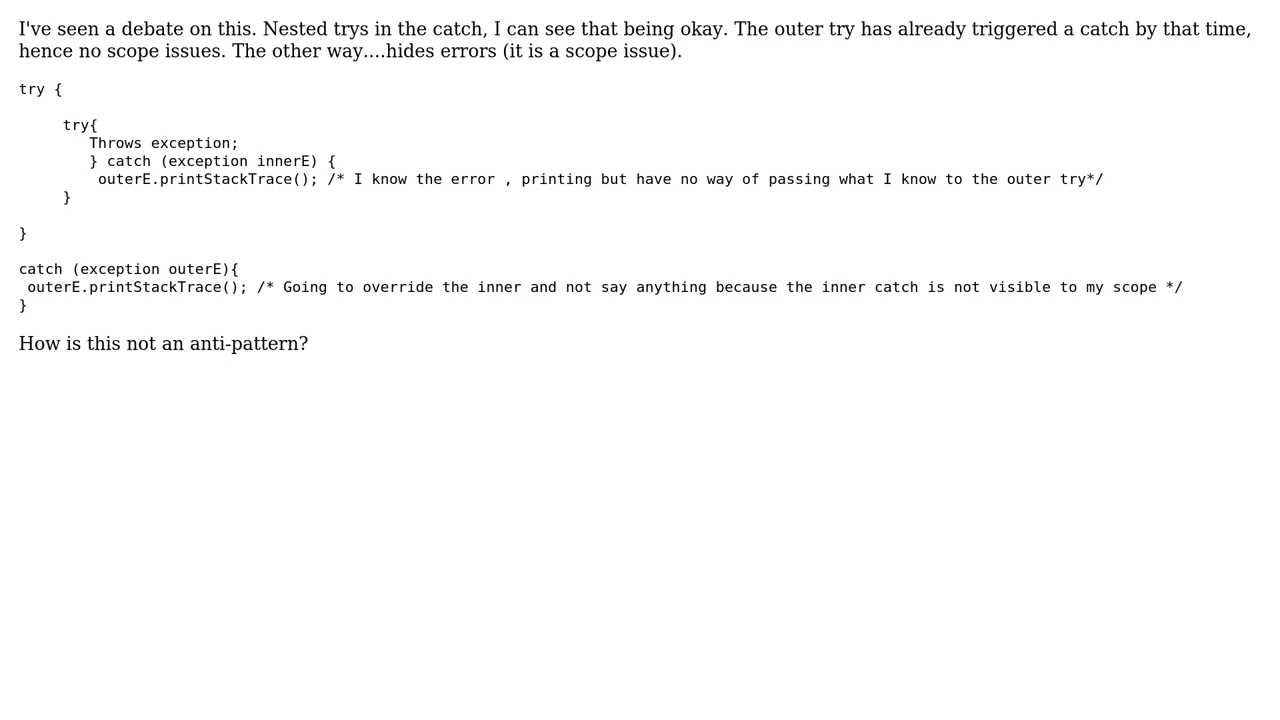 I've seen a debate on this. Nested trys in the catch, I can see that being okay. The outer try has already triggered a catch by that time,
hence no scope issues. The other way....hides errors (it is a scope issue).
try {
try{
Throws exception;
} catch (exception innerE) {
outerE.printStackTrace(); /* I know the error , printing but have no way of passing what I know to the outer try*/
}
}
catch (exception outerE){
outerE.printStackTrace(); /* Going to override the inner and not say anything because the inner catch is not visible to my scope */
}
How is this not an anti-pattern?